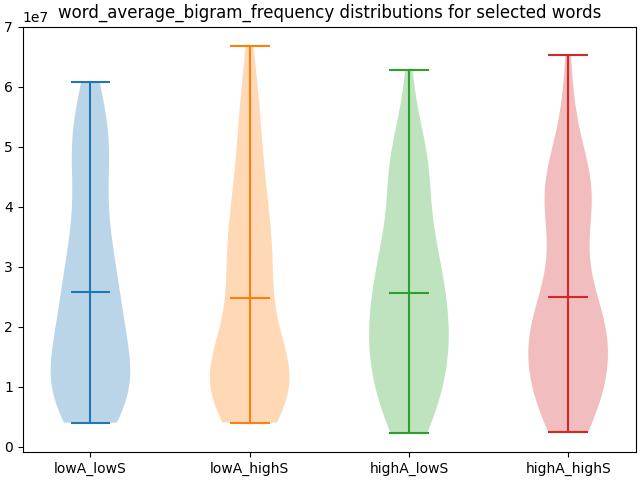 word_average_bigram_frequency distributions for selected words
1e7
7
6
5
4
3
2
1
0
lowA_lowS lowA_highS highA_lowS highA_highS